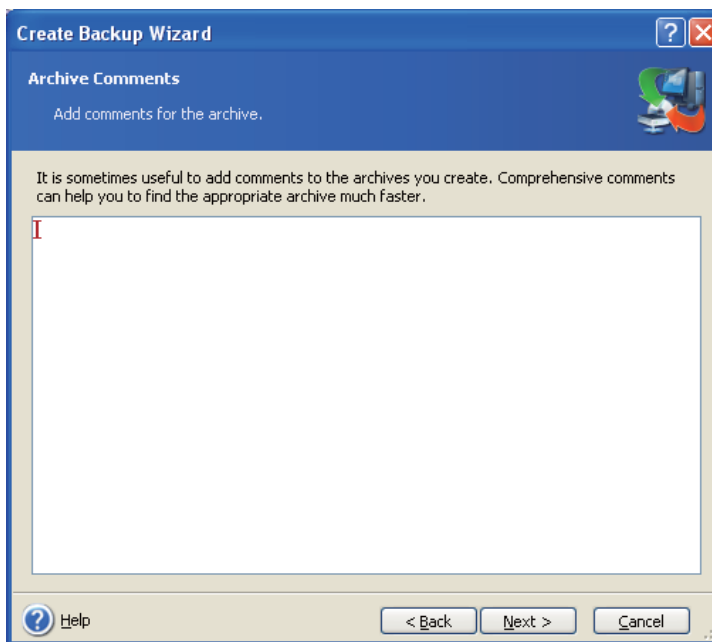 Create Backup Wizard
Archive Comments
Add comments for the archive.
It is sometimes useful to add comments to the archives you create. Comprehensive comments
can help you to find the appropriate archive much faster.
Help
< Back
Next >
Cancel